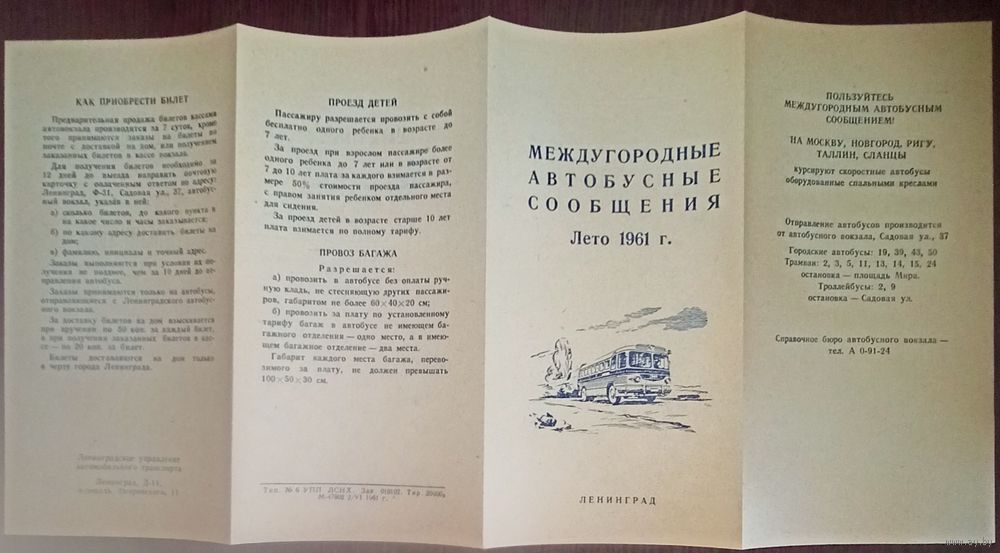 КАК ПРИОБРЕСТИ БИЛЕТ
Предварительная продажа билетов кассами
автовокзала производится за 7 суток, кроме
того принимаются заказы на билеты по
почте с доставкой на дом, или получением
заказанных билетов в кассе вокзала.
Для получения билетов необходимо за
12 дней до выезда направить почтовую
карточку с оплаченным ответом по адресу:
Ленинград, Ф-31, Садовая ул., 37, автобус-
ный вокзал, указав в ней:
а) сколько билетов, до какого пункта и
на какое число и часы заказывается;
б) по какому адресу доставить билеты на
дом;
в) фамилию, инициалы и точный адрес.
Заказы выполняются при условии их по-
лучения не позднее, чем за 10 дней до от-
правления автобуса.
Заказы принимаются только на автобусы,
отправляющиеся с Ленинградского автобус-
ного вокзала.
За доставку билетов на дом взыскивается
при вручении по 50 коп. за каждый билет,
а при получении заказанных билетов в кас-
се — по 20 коп. за билет.
Билеты доставляются на дом только
в черту города Ленинграда.
Ленинградское управление
автомобильного транспорта
Ленинград, Д-11,
ПРОЕЗД ДЕТЕЙ
Пассажиру разрешается провозить с собой
бесплатно одного ребенка в возрасте до
7 лет.
За проезд при взрослом пассажире более
одного ребенка до 7 лет или в возрасте от
7 до 10 лет плата за каждого взимается в раз-
мере 50% стоимости проезда пассажира,
с правом занятия ребенком отдельного места
для сидения.
За проезд детей в возрасте старше 10 лет
плата взимается по полному тарифу.
ПРОВОЗ БАГАЖА
Разрешается:
а) провозить в автобусе без оплаты руч-
ную кладь, не стесняющую других пассажи-
ров, габаритом не более 60×40×20 см;
б) провозить за плату по установленному
тарифу багаж в автобусе не имеющем ба-
гажного отделения — одно место, а в имею-
щем багажное отделение — два места.
Габарит каждого места багажа, перево-
зимого за плату, не должен превышать
100×50×30 см.
Тип. № 6 УПП ЛСНХ. Зак. Тир.
1961 г.
МЕЖДУГОРОДНЫЕ
АВТОБУСНЫЕ
СООБЩЕНИЯ
Лето 1961 г.
ЛЕНИНГРАД
ПОЛЬЗУЙТЕСЬ
МЕЖДУГОРОДНЫМ АВТОБУСНЫМ
СООБЩЕНИЕМ!
НА МОСКВУ, НОВГОРОД, РИГУ,
ТАЛЛИН, СЛАНЦЫ
курсируют скоростные автобусы
оборудованные спальными креслами
Отправление автобусов производится
от автобусного вокзала, Садовая ул., 37
Городские автобусы: 19, 39, 43, 50
Трамваи: 2, 3, 5, 11, 13, 14, 15, 24
остановка — площадь Мира.
Троллейбусы: 2, 9
остановка — Садовая ул.
Справочное бюро автобусного вокзала —
тел. А 0-91-24